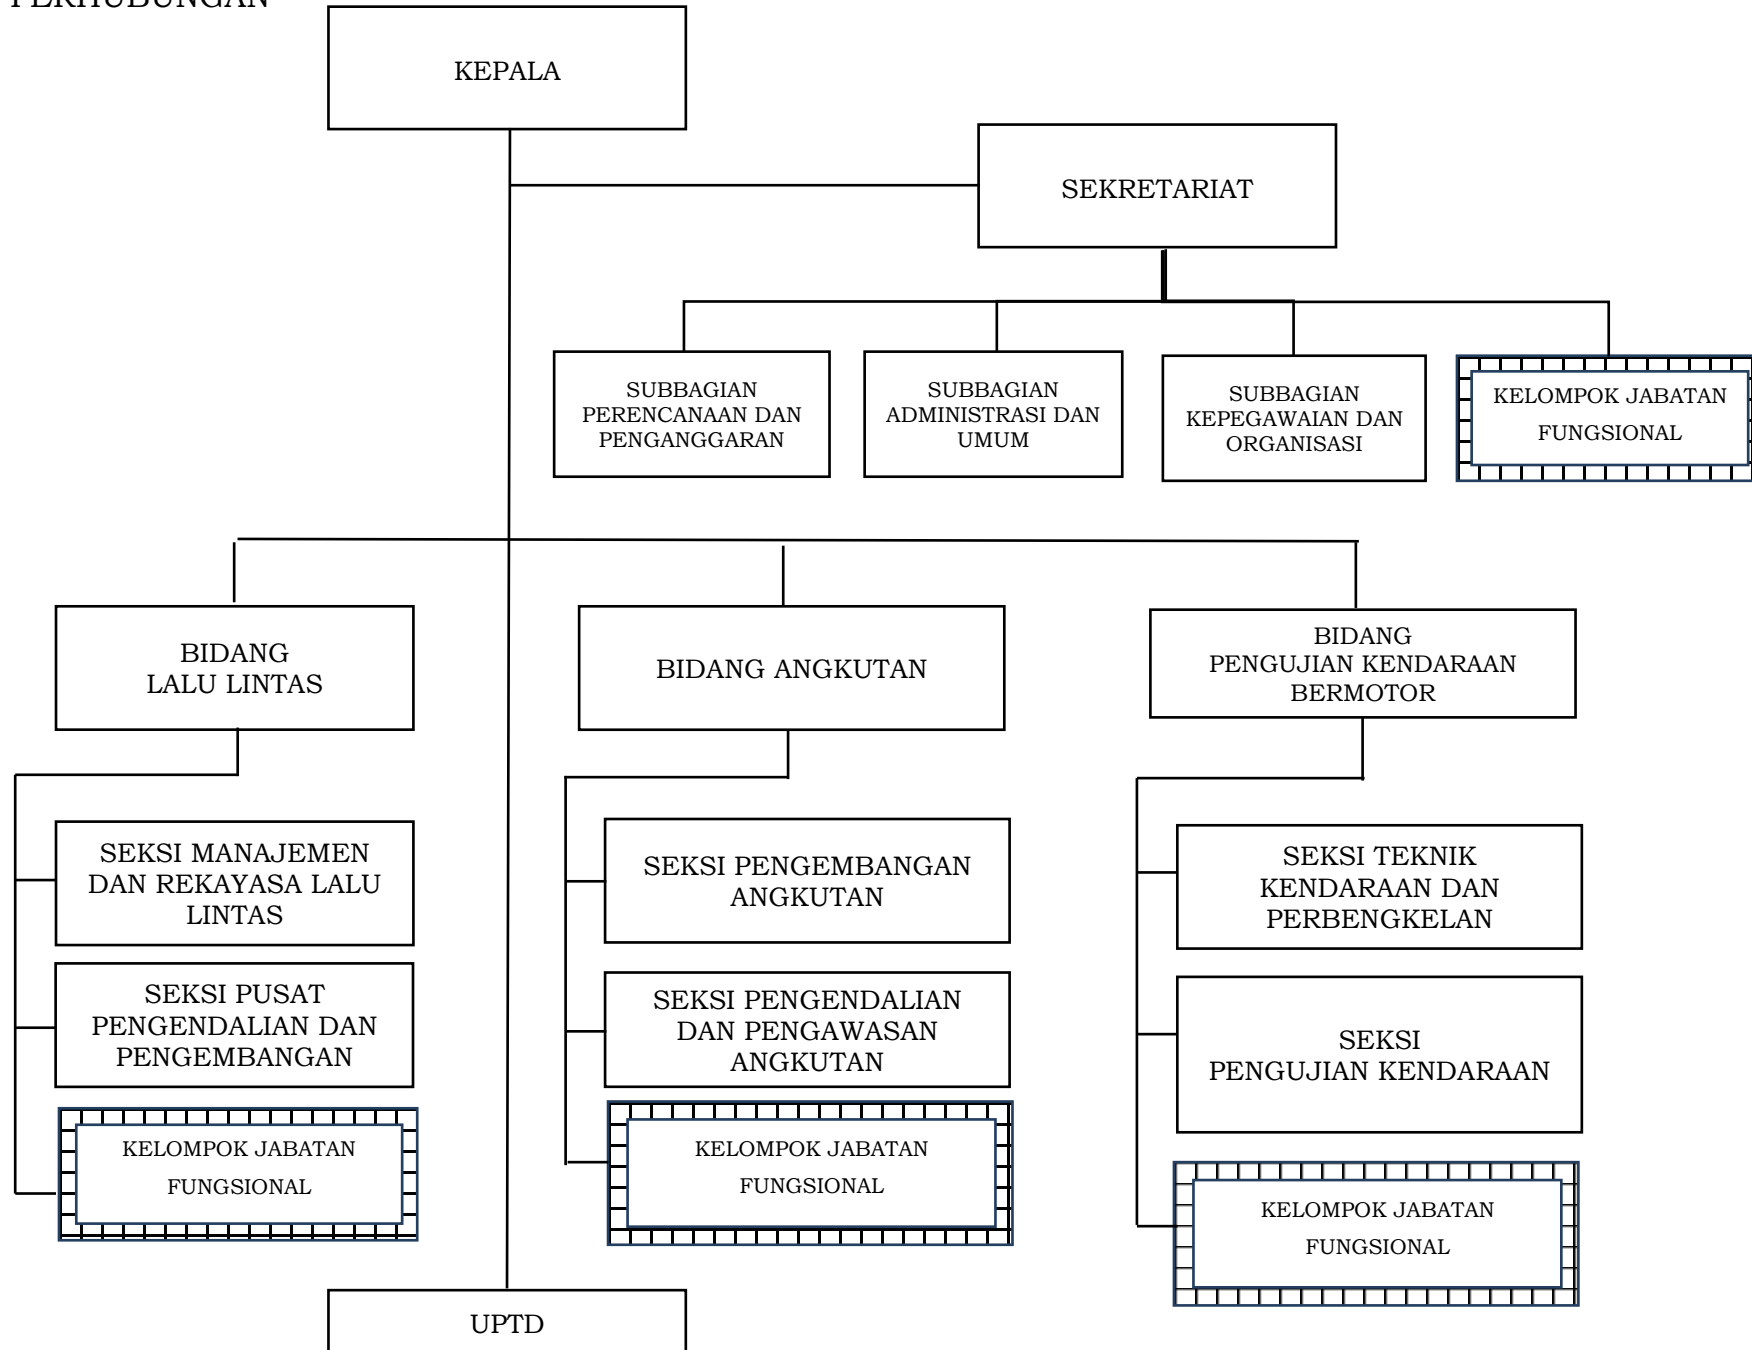 PERHUBUNGAN
KEPALA
SEKRETARIAT
SUBBAGIAN
PERENCANAAN DAN
PENGANGGARAN
SUBBAGIAN
ADMINISTRASI DAN
UMUM
SUBBAGIAN
KEPEGAWAIAN DAN
ORGANISASI
KELOMPOK JABATAN
FUNGSIONAL
BIDANG
LALU LINTAS
BIDANG ANGKUTAN
BIDANG
PENGUJIAN KENDARAAN
BERMOTOR
SEKSI MANAJEMEN
DAN REKAYASA LALU
LINTAS
SEKSI PENGEMBANGAN
ANGKUTAN
SEKSI TEKNIK
KENDARAAN DAN
PERBENGKELAN
SEKSI PUSAT
PENGENDALIAN DAN
PENGEMBANGAN
SEKSI PENGENDALIAN
DAN PENGAWASAN
ANGKUTAN
SEKSI
PENGUJIAN KENDARAAN
KELOMPOK JABATAN
FUNGSIONAL
KELOMPOK JABATAN
FUNGSIONAL
KELOMPOK JABATAN
FUNGSIONAL
UPTD